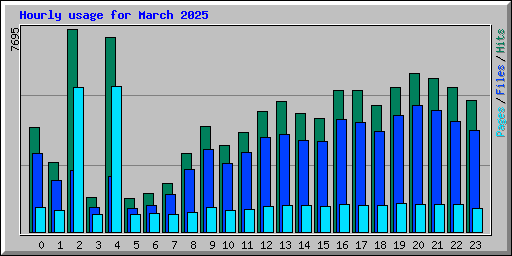 Hourly usage for March 2025
7695
Pages/Files/Hits
0 1 2 3 4 5 6 7 8 9 10 11 12 13 14 15 16 17 18 19 20 21 22 23